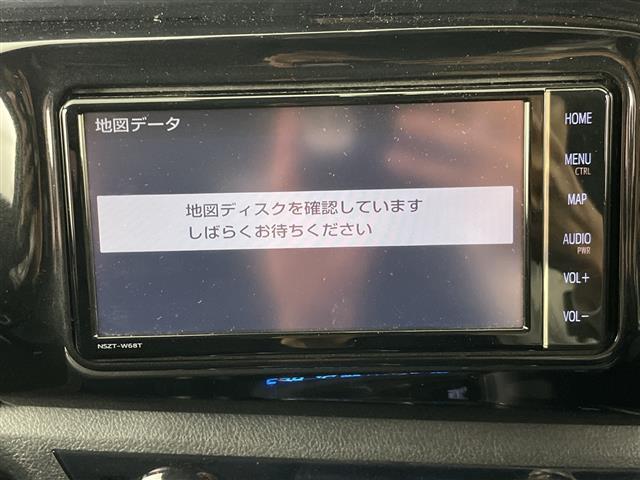 地図データ
地図ディスクを確認しています
しばらくお待ちください
HOME
MENU
CTRL
MAP
AUDIO
PWR
VOL+
VOL−
NSZT-W68T